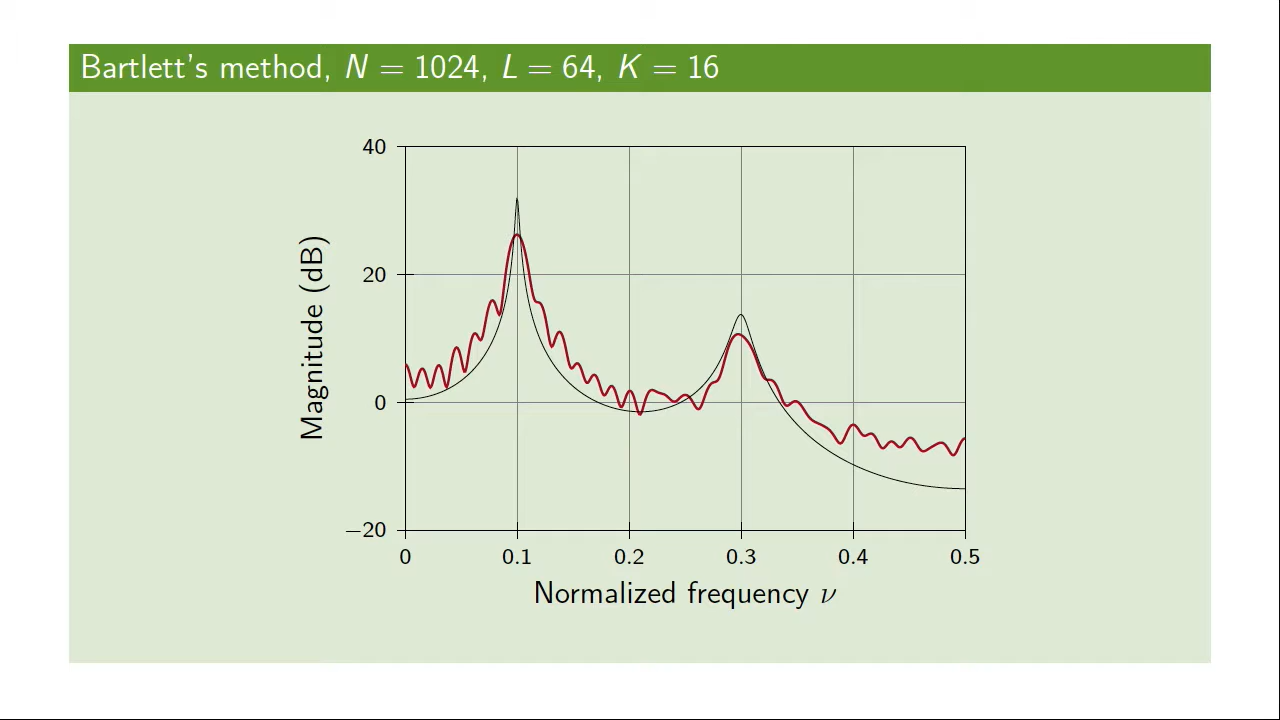 Bartlett's method, N = 1024, L = 64, K = 16
40
20
0
−20
Magnitude (dB)
0 0.1 0.2 0.3 0.4 0.5
Normalized frequency ν